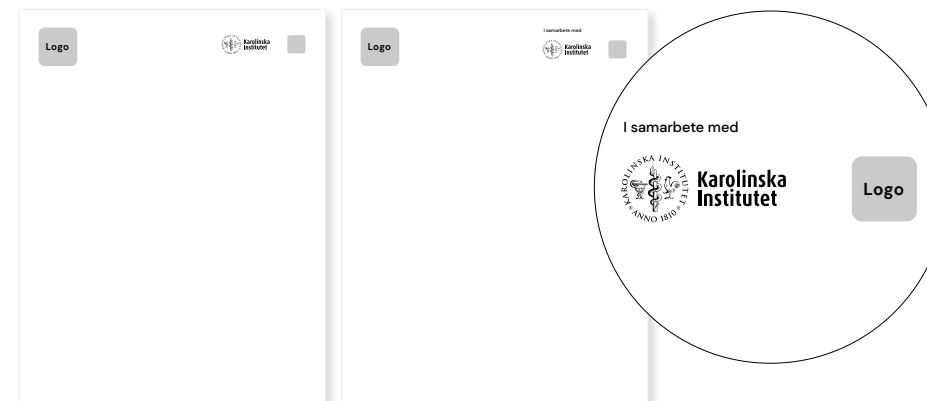 Logo
Karolinska
Institutet
Logo
I samarbete med
Karolinska
Institutet
I samarbete med
KAROLINSKA INSTITUTET
ANNO 1810
Karolinska
Institutet
Logo